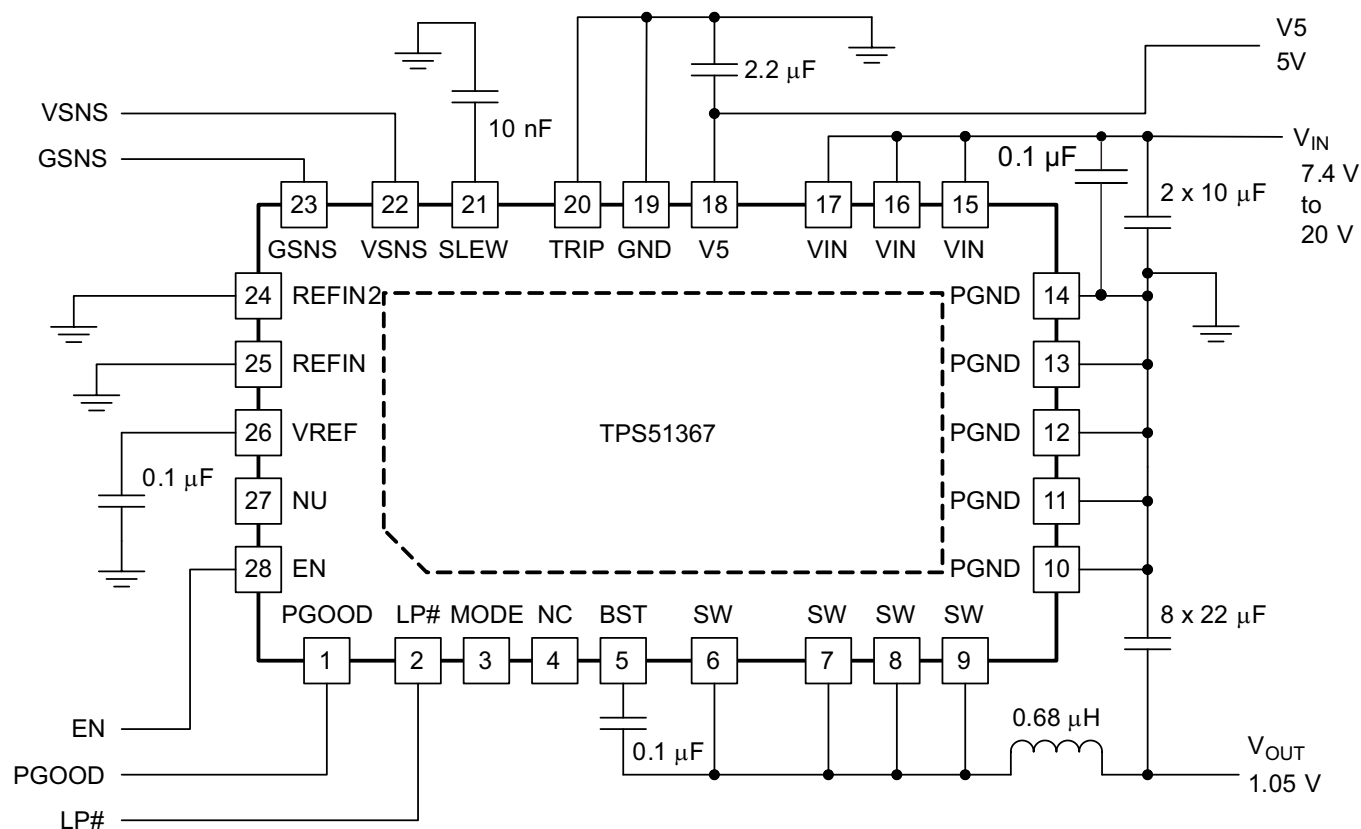 V5
5V
2.2 μF
VSNS
10 nF
GSNS
0.1 μF
VIN
7.4 V
to
20 V
2 x 10 μF
23 22 21 20 19 18 17 16 15
GSNS VSNS SLEW TRIP GND V5 VIN VIN VIN
24 REFIN2
PGND 14
25 REFIN
PGND 13
26 VREF
TPS51367
PGND 12
0.1 μF
27 NU
PGND 11
28 EN
PGND 10
PGOOD LP# MODE NC BST SW SW SW SW
1 2 3 4 5 6 7 8 9
8 x 22 μF
EN
0.1 μF
0.68 μH
PGOOD
VOUT
1.05 V
LP#